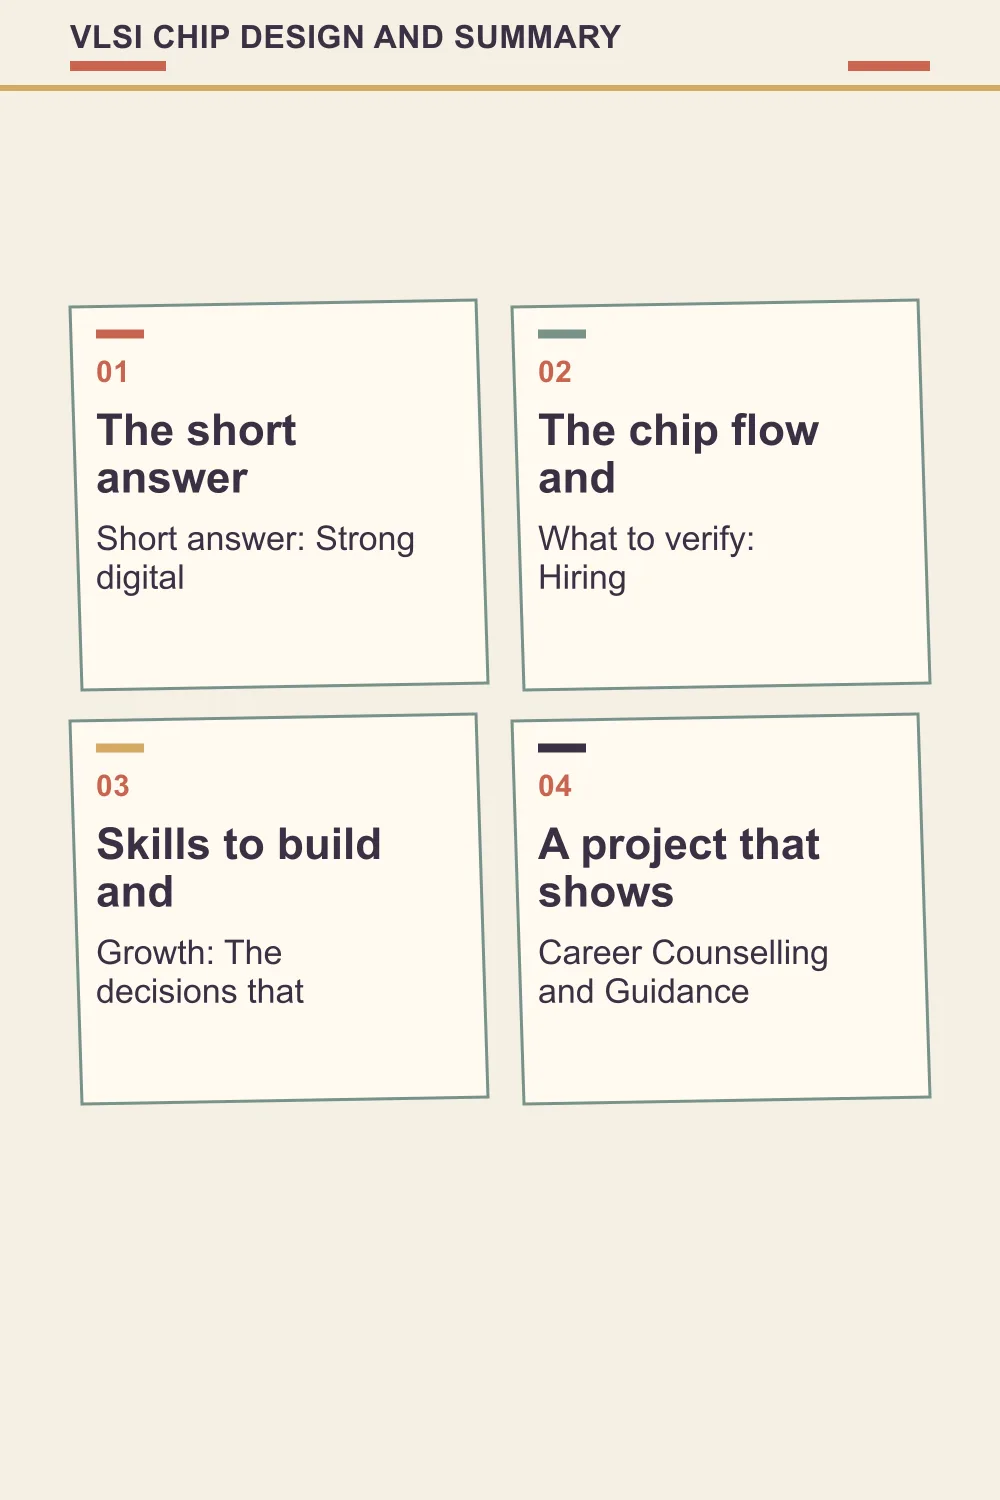 VLSI CHIP DESIGN AND SUMMARY
01
The short
answer
Short answer: Strong
digital
02
The chip flow
and
What to verify:
Hiring
03
Skills to build
and
Growth: The
decisions that
04
A project that
shows
Career Counselling
and Guidance